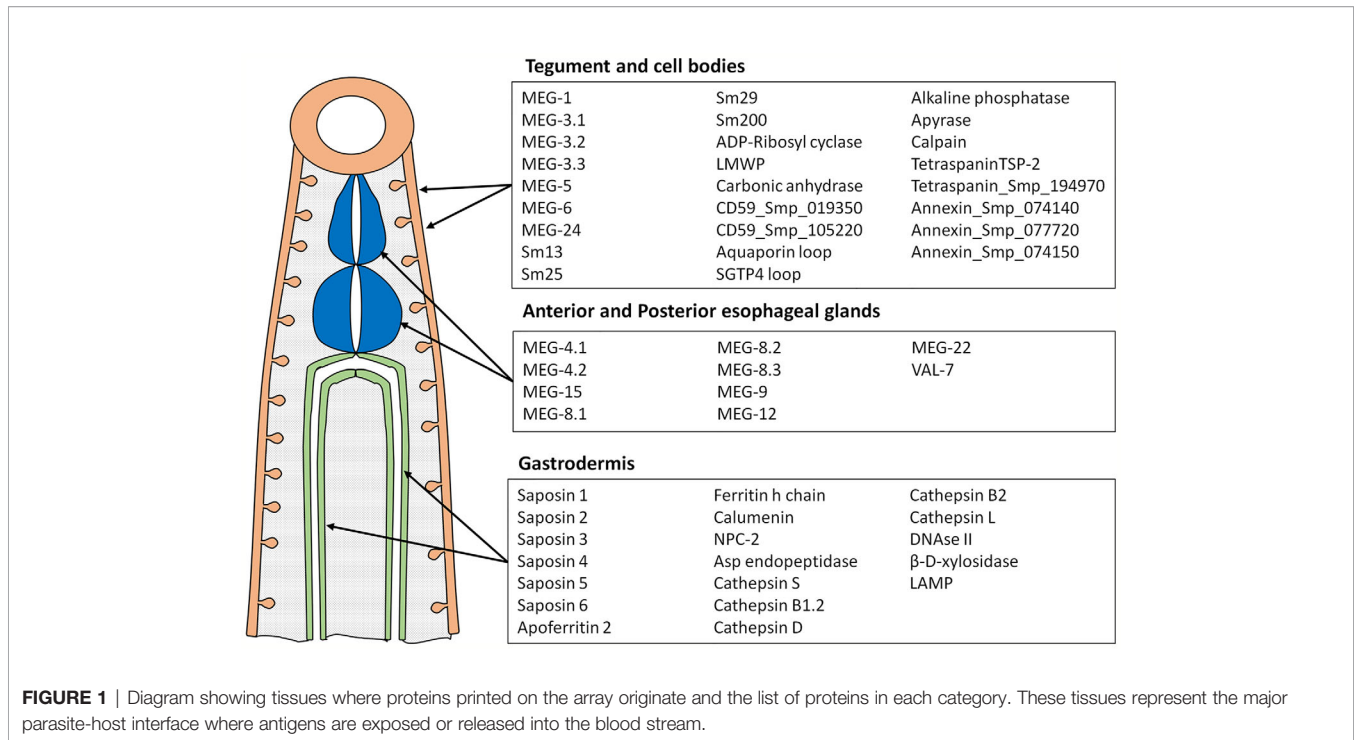 Tegument and cell bodies
MEG-1 Sm29 Alkaline phosphatase
MEG-3.1 Sm200 Apyrase
MEG-3.2 ADP-Ribosyl cyclase Calpain
MEG-3.3 LMWP TetraspaninTSP-2
MEG-5 Carbonic anhydrase Tetraspanin_Smp_194970
MEG-6 CD59_Smp_019350 Annexin_Smp_074140
MEG-24 CD59_Smp_105220 Annexin_Smp_077720
Sm13 Aquaporin loop Annexin_Smp_074150
Sm25 SGTP4 loop
Anterior and Posterior esophageal glands
MEG-4.1 MEG-8.2 MEG-22
MEG-4.2 MEG-8.3 VAL-7
MEG-15 MEG-9
MEG-8.1 MEG-12
Gastrodermis
Saposin 1 Ferritin h chain Cathepsin B2
Saposin 2 Calumenin Cathepsin L
Saposin 3 NPC-2 DNAse II
Saposin 4 Asp endopeptidase β-D-xylosidase
Saposin 5 Cathepsin S LAMP
Saposin 6 Cathepsin B1.2
Apoferritin 2 Cathepsin D
FIGURE 1 | Diagram showing tissues where proteins printed on the array originate and the list of proteins in each category. These tissues represent the major
parasite-host interface where antigens are exposed or released into the blood stream.